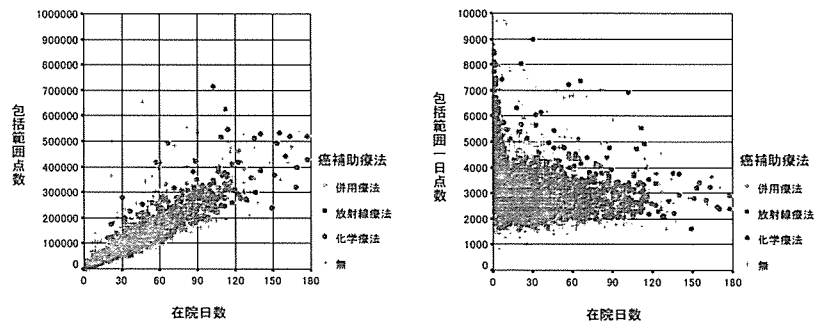 1000000
900000
800000
700000
600000
500000
400000
300000
200000
100000
0
包括範囲点数
0 30 60 90 120 150 180
在院日数
癌補助療法
併用療法
放射線療法
化学療法
無
10000
9000
8000
7000
6000
5000
4000
3000
2000
1000
0
包括範囲一日点数
0 30 60 90 120 150 180
在院日数
癌補助療法
併用療法
放射線療法
化学療法
無